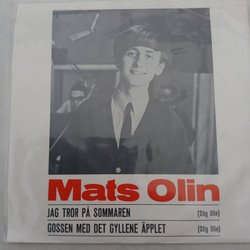 Mats Olin
JAG TROR PÅ SOMMAREN (Stig Olin)
GOSSEN MED DET GYLLENE ÄPPLET (Stig Olin)